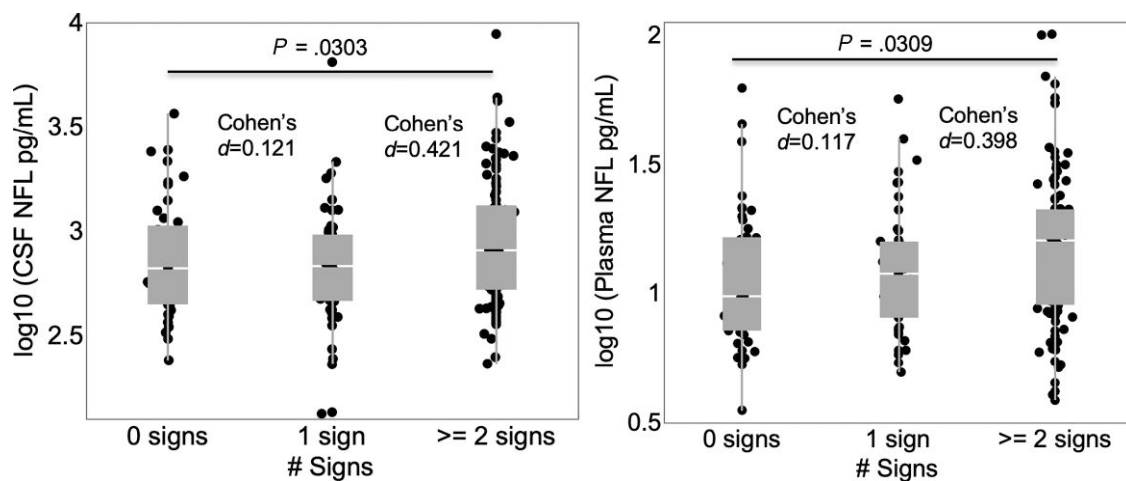 4
P = .0303
log10 (CSF NFL pg/mL)
Cohen's
d=0.121
Cohen's
d=0.421
3.5
3
2.5
0 signs
1 sign
>= 2 signs
# Signs
2
P = .0309
log10 (Plasma NFL pg/mL)
Cohen's
d=0.117
Cohen's
d=0.398
1.5
1
0.5
0 signs
1 sign
>= 2 signs
# Signs